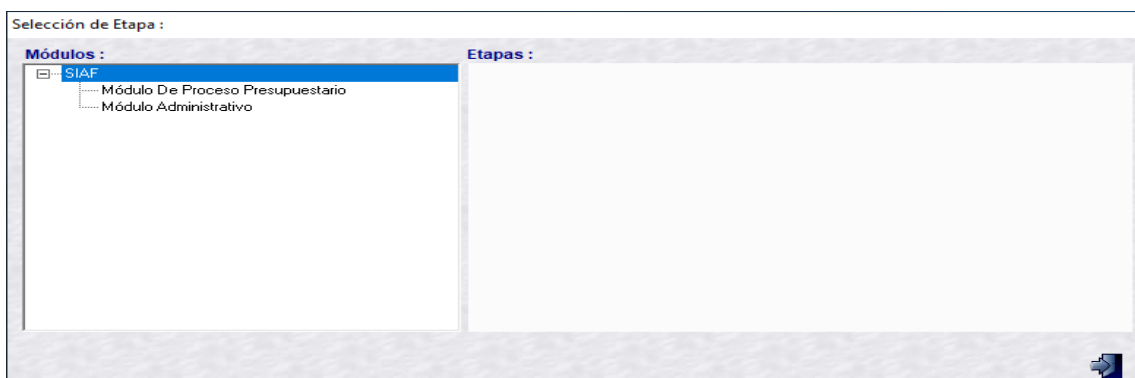 Selección de Etapa :
Módulos :
Etapas :
SIAF
Módulo De Proceso Presupuestario
Módulo Administrativo